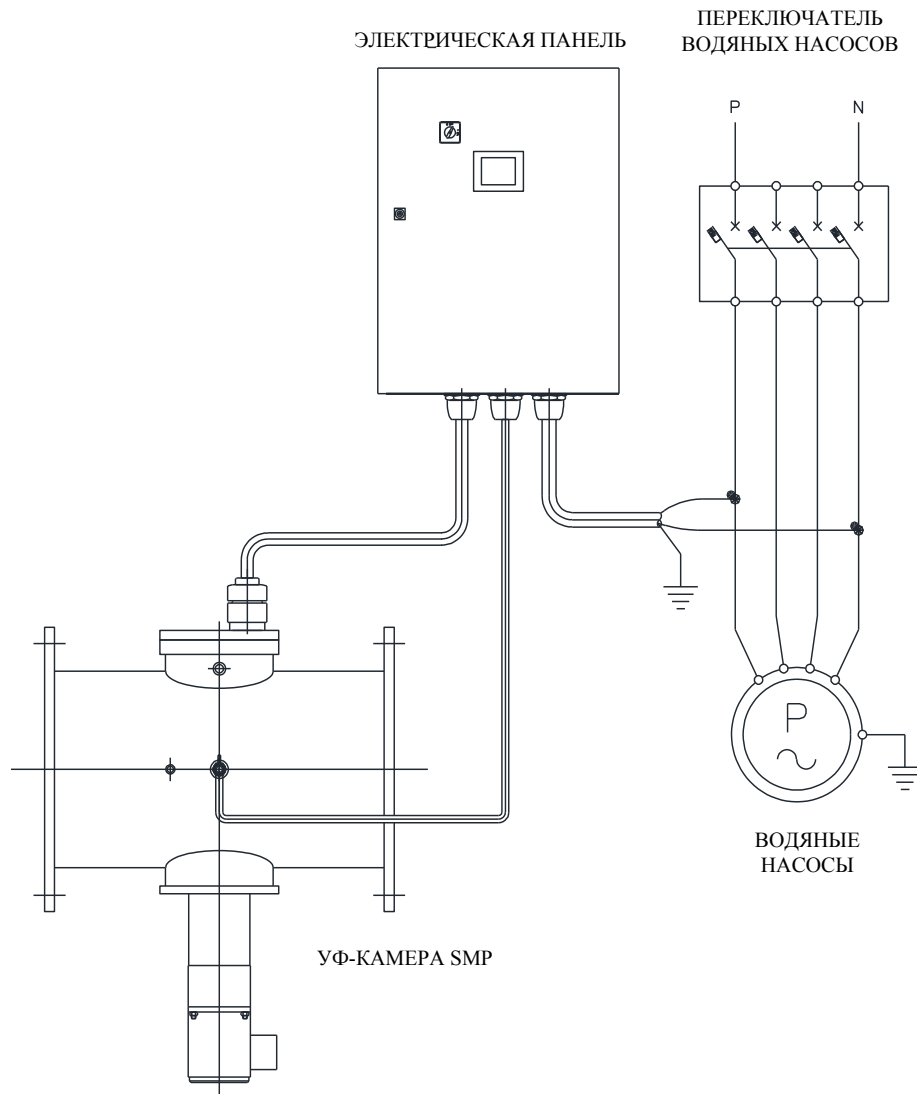 ПЕРЕКЛЮЧАТЕЛЬ
ВОДЯНЫХ НАСОСОВ
ЭЛЕКТРИЧЕСКАЯ ПАНЕЛЬ
P
N
P
ВОДЯНЫЕ
НАСОСЫ
УФ-КАМЕРА SMP